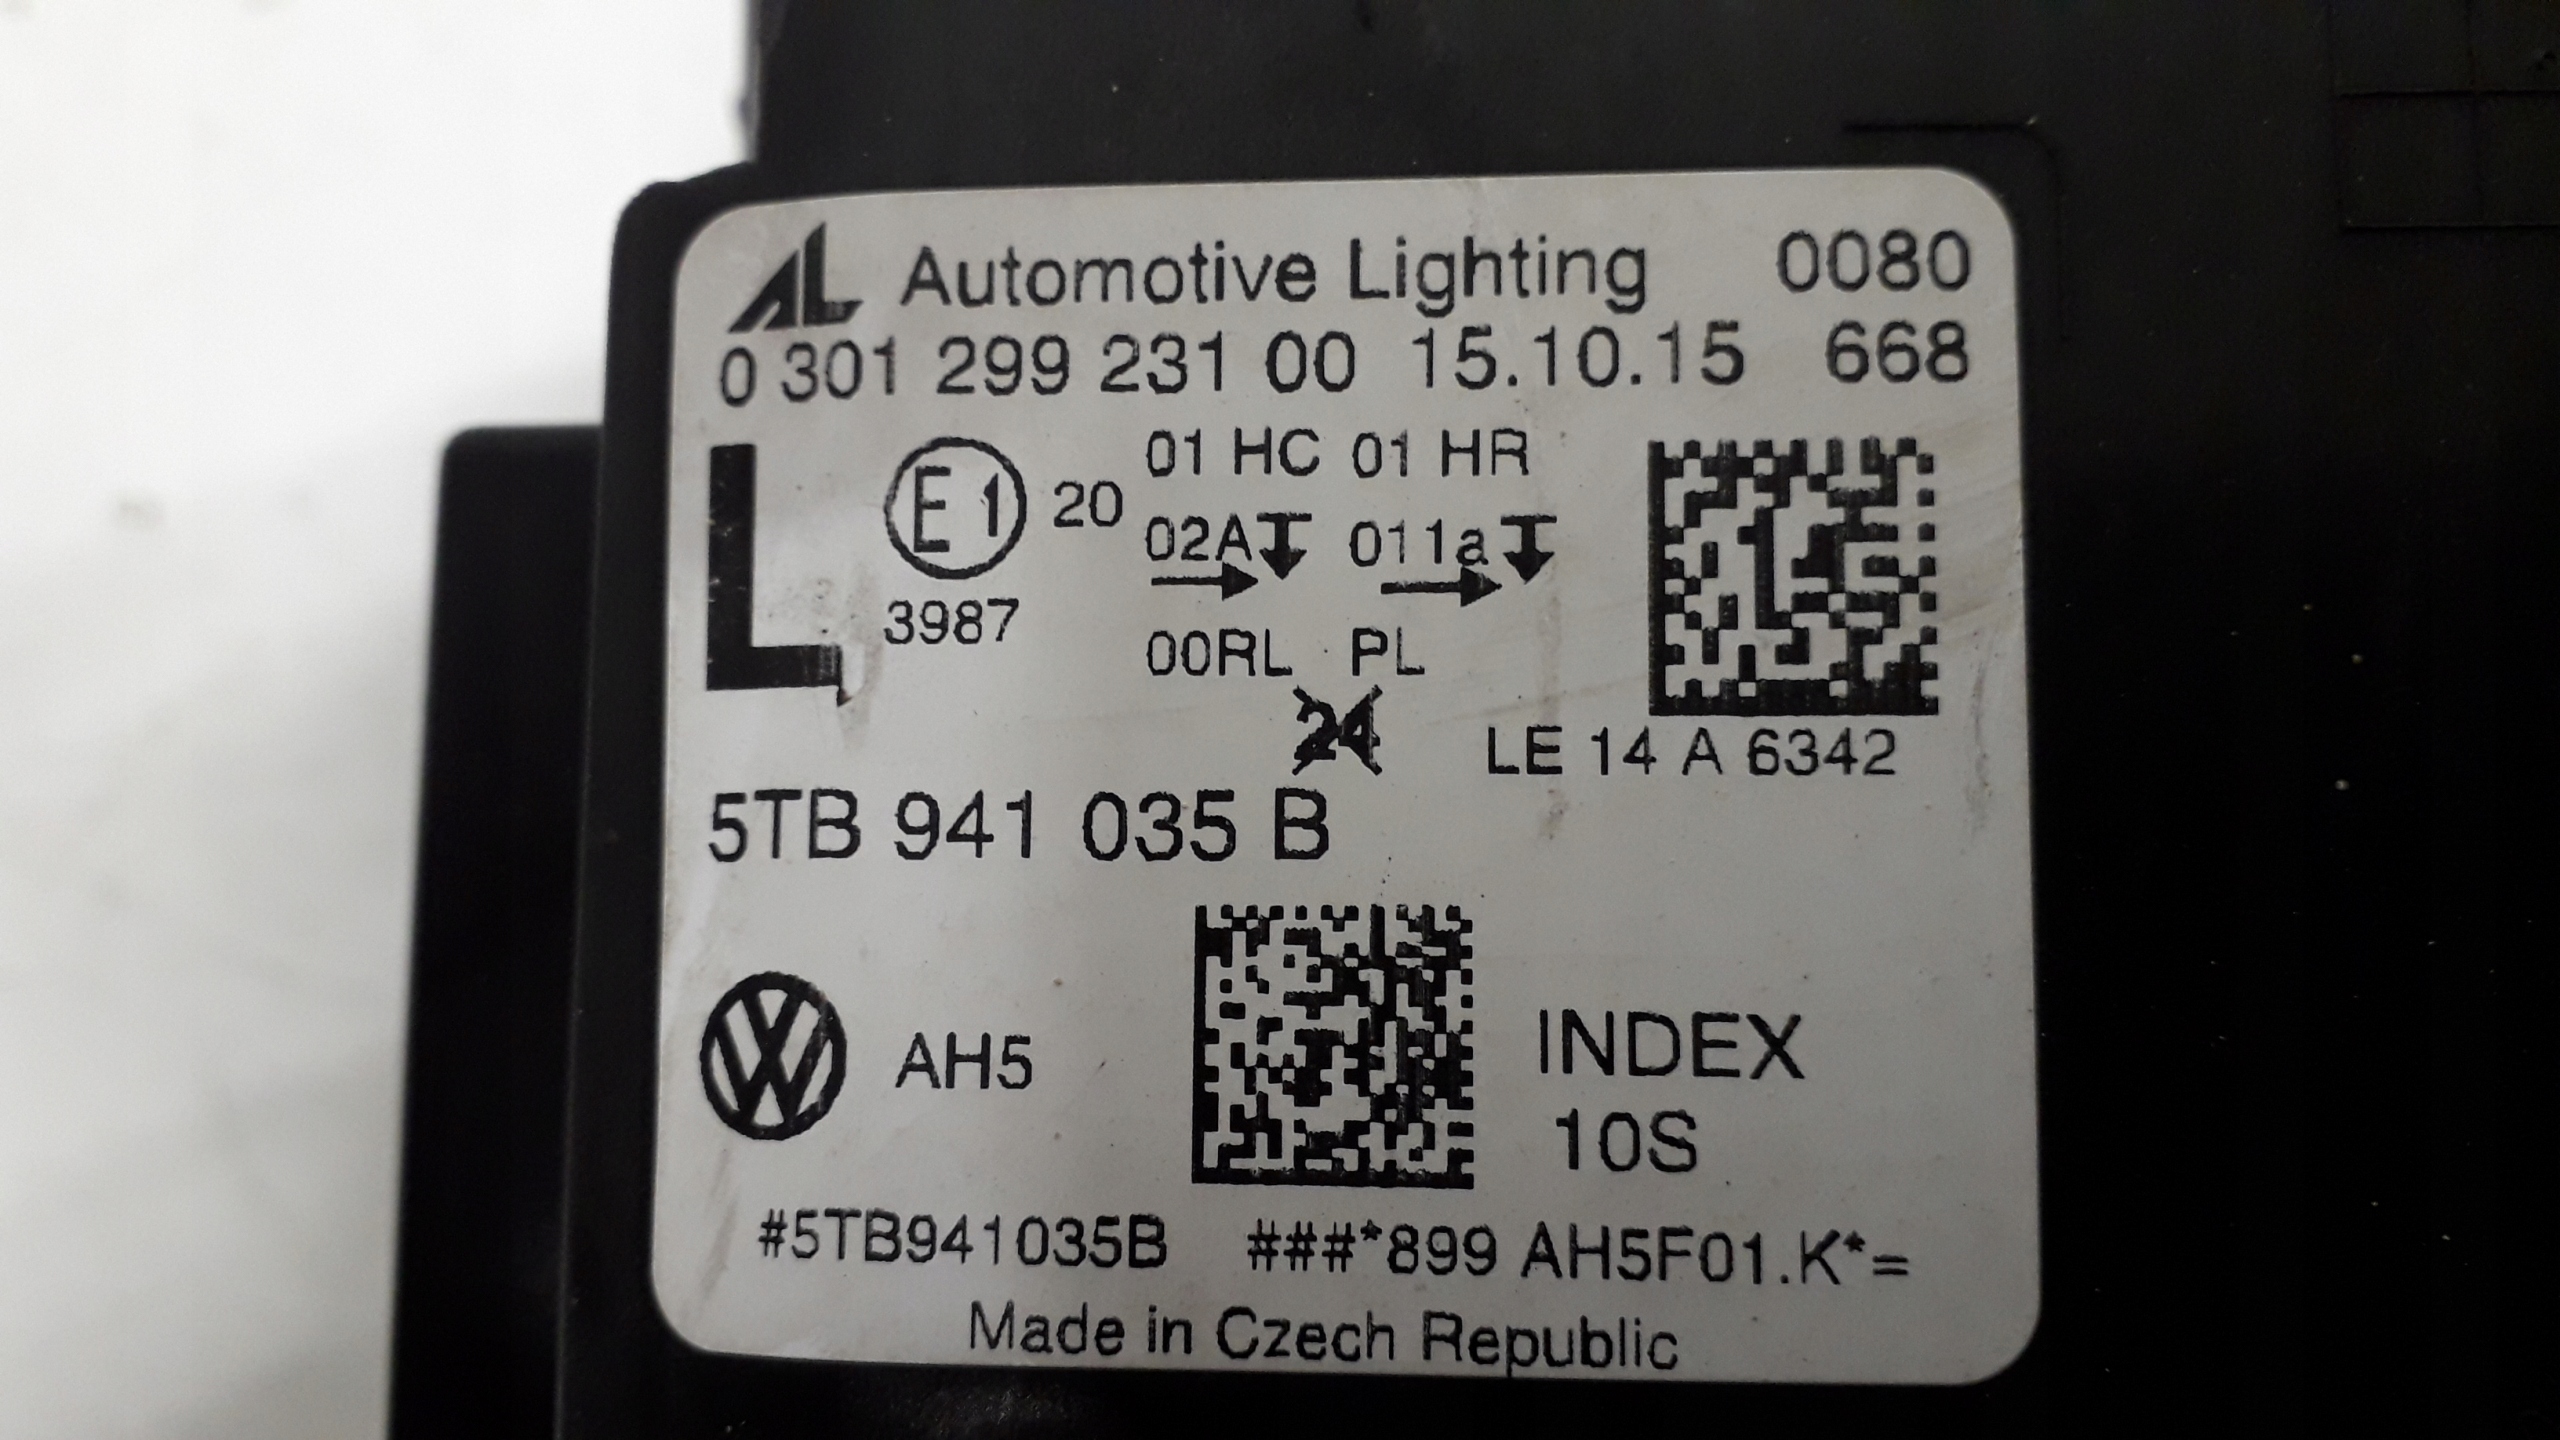 AL Automotive Lighting 0080
0 301 299 231 00 15.10.15 668
L E1 20 01 HC 01 HR
02A 011a
3987
00RL PL
24
LE 14 A 6342
5TB 941 035 B
VW AH5 INDEX
10S
#5TB941035B ###*899 AH5F01.K*=
Made in Czech Republic